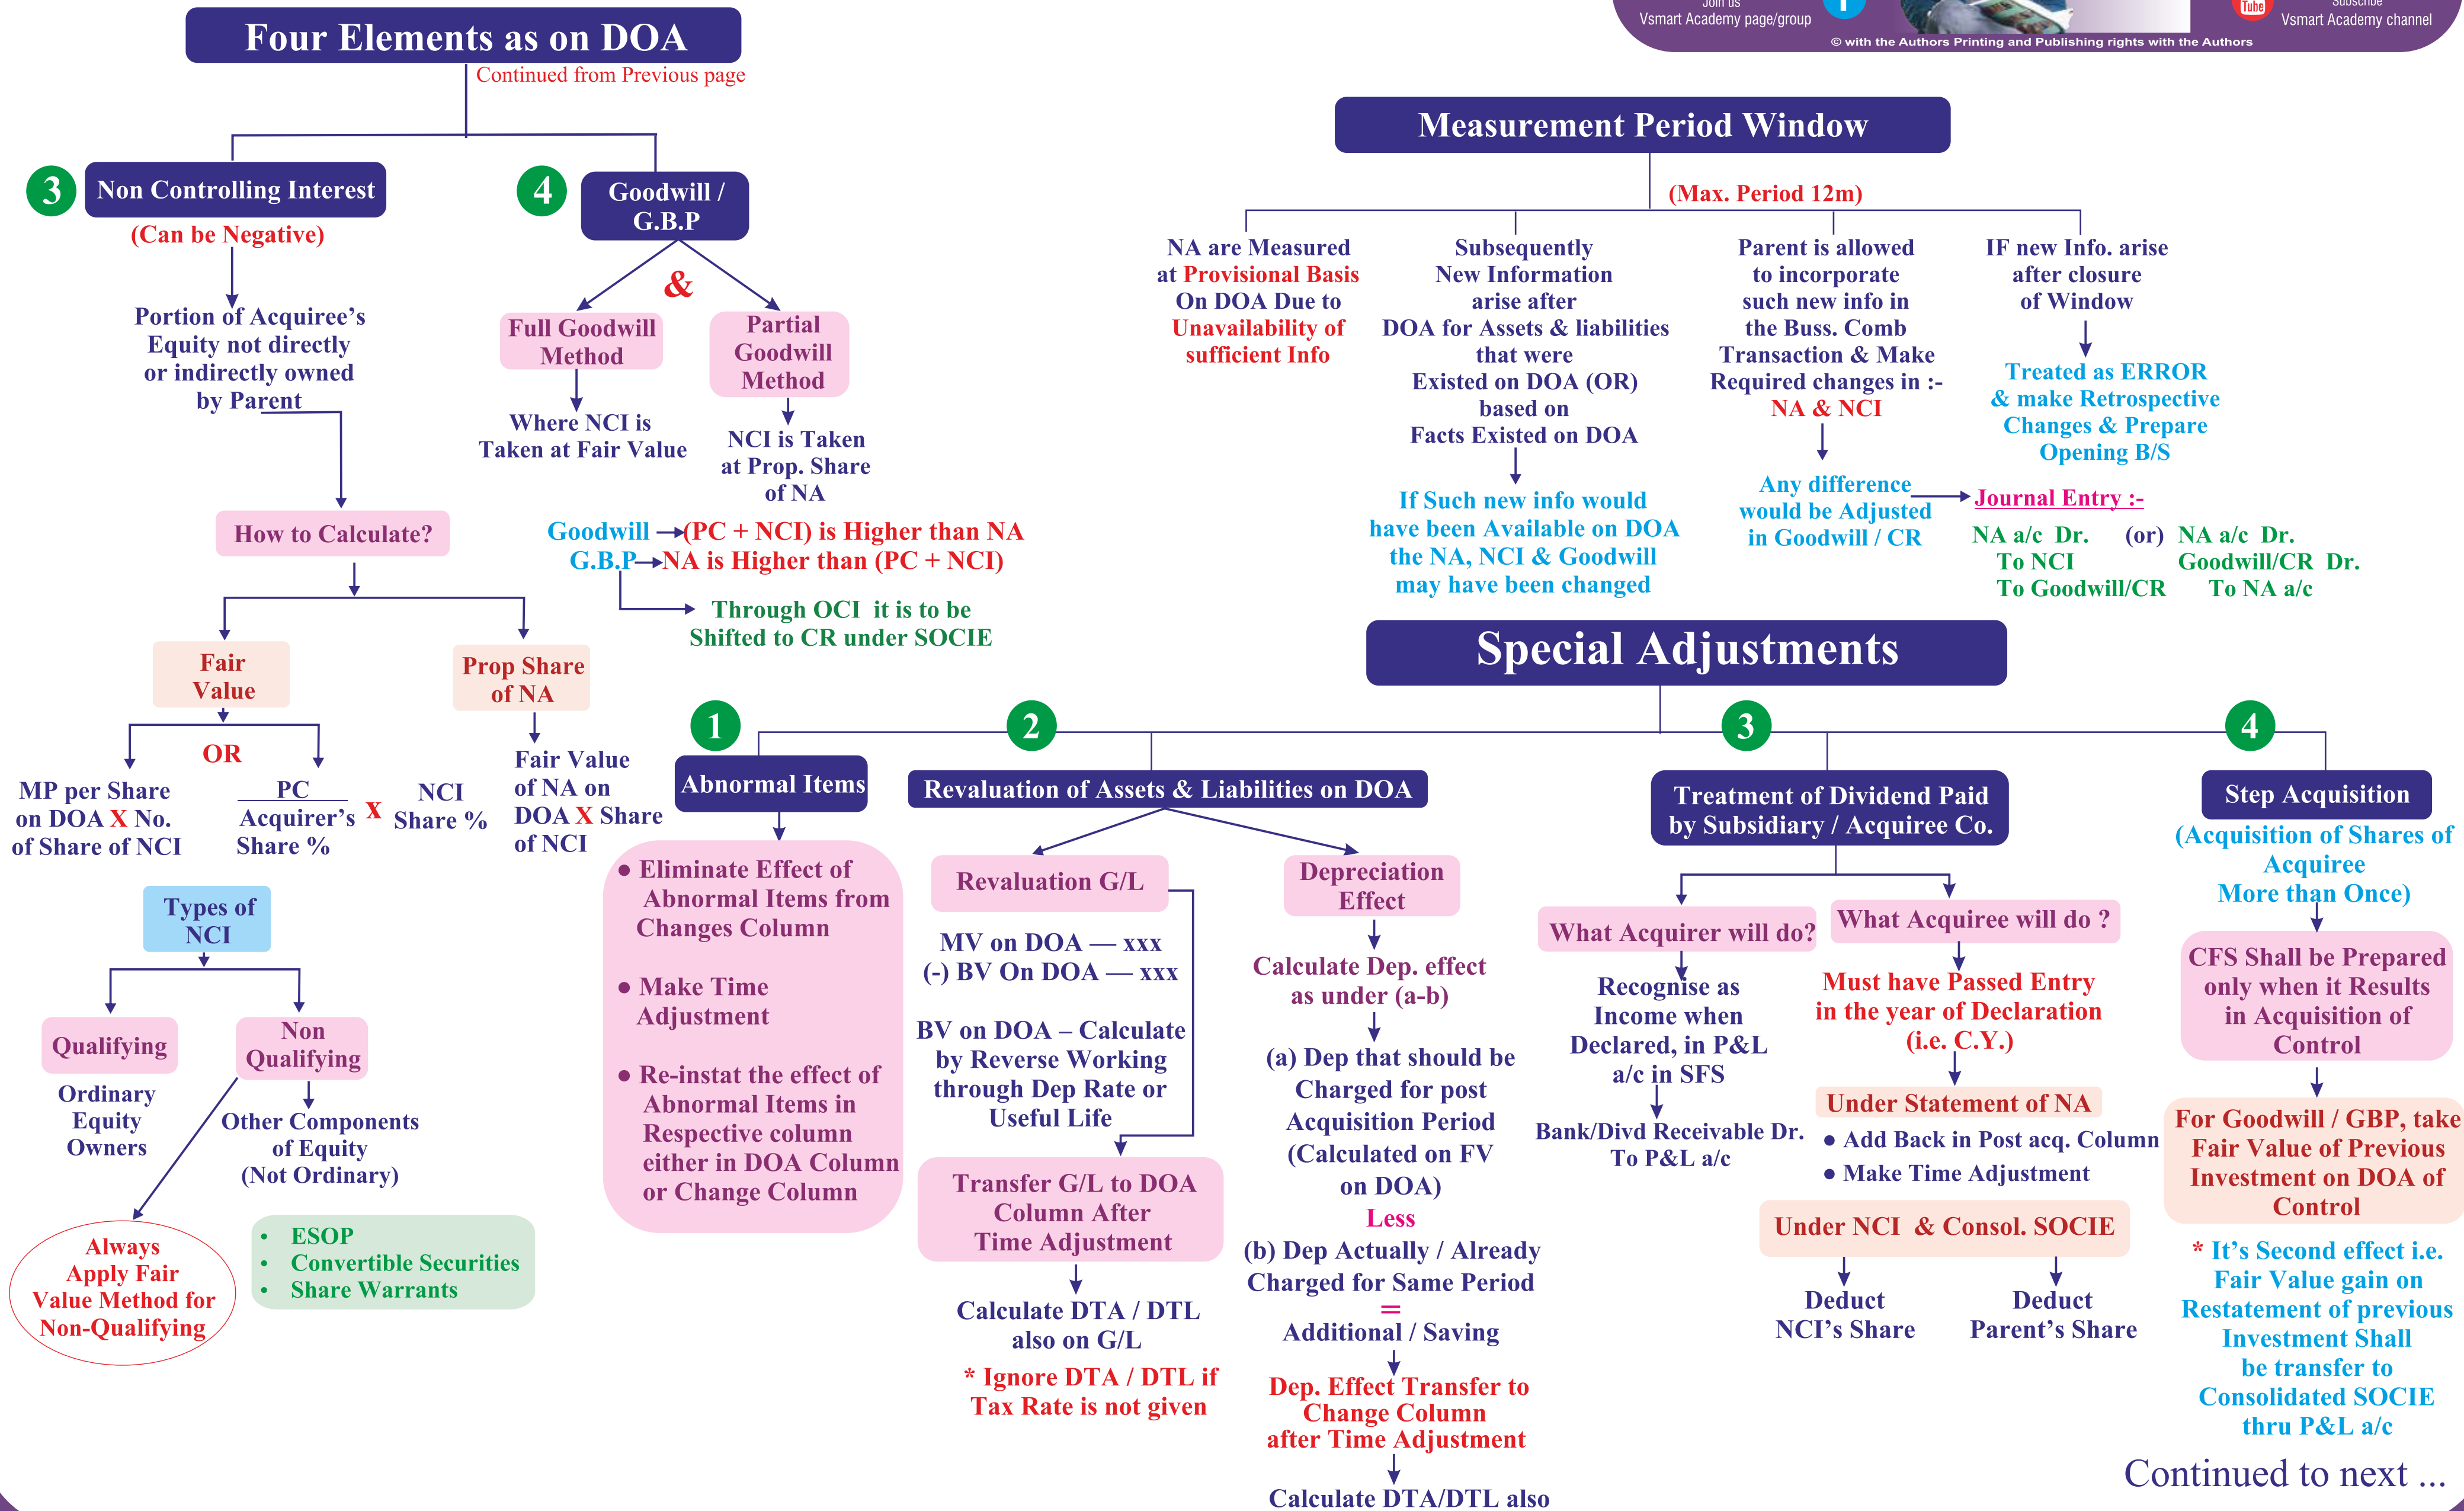 Join us
Vsmart Academy page/group
f
Tube
Subscribe
Vsmart Academy channel
© with the Authors Printing and Publishing rights with the Authors
Four Elements as on DOA
Continued from Previous page
3
Non Controlling Interest
(Can be Negative)
Portion of Acquiree's
Equity not directly
or indirectly owned
by Parent
How to Calculate?
Fair
Value
OR
MP per Share
on DOA X No.
of Share of NCI
PC
Acquirer's
Share %
x
NCI
Share %
Prop Share
of NA
Fair Value
of NA on
DOA X Share
of NCI
Types of
NCI
Qualifying
Ordinary
Equity
Owners
Non
Qualifying
Other Components
of Equity
(Not Ordinary)
Always
Apply Fair
Value Method for
Non-Qualifying
• ESOP
• Convertible Securities
• Share Warrants
4
Goodwill /
G.B.P
&
Full Goodwill
Method
Where NCI is
Taken at Fair Value
Partial
Goodwill
Method
NCI is Taken
at Prop. Share
of NA
Goodwill (PC + NCI) is Higher than NA
G.B.P NA is Higher than (PC + NCI)
Through OCI it is to be
Shifted to CR under SOCIE
Measurement Period Window
(Max. Period 12m)
NA are Measured
at Provisional Basis
On DOA Due to
Unavailability of
sufficient Info
Subsequently
New Information
arise after
DOA for Assets & liabilities
that were
Existed on DOA (OR)
based on
Facts Existed on DOA
If Such new info would
have been Available on DOA
the NA, NCI & Goodwill
may have been changed
Parent is allowed
to incorporate
such new info in
the Buss. Comb
Transaction & Make
Required changes in :-
NA & NCI
Any difference
would be Adjusted
in Goodwill / CR
IF new Info. arise
after closure
of Window
Treated as ERROR
& make Retrospective
Changes & Prepare
Opening B/S
Journal Entry :-
NA a/c Dr. (or) NA a/c Dr.
To NCI Goodwill/CR Dr.
To Goodwill/CR To NA a/c
Special Adjustments
1
Abnormal Items
● Eliminate Effect of
Abnormal Items from
Changes Column
● Make Time
Adjustment
● Re-instat the effect of
Abnormal Items in
Respective column
either in DOA Column
or Change Column
2
Revaluation of Assets & Liabilities on DOA
Revaluation G/L
MV on DOA — xxx
(-) BV On DOA — xxx
BV on DOA – Calculate
by Reverse Working
through Dep Rate or
Useful Life
Transfer G/L to DOA
Column After
Time Adjustment
Calculate DTA / DTL
also on G/L
* Ignore DTA / DTL if
Tax Rate is not given
Depreciation
Effect
Calculate Dep. effect
as under (a-b)
(a) Dep that should be
Charged for post
Acquisition Period
(Calculated on FV
on DOA)
Less
(b) Dep Actually / Already
Charged for Same Period
=
Additional / Saving
Dep. Effect Transfer to
Change Column
after Time Adjustment
Calculate DTA/DTL also
3
Treatment of Dividend Paid
by Subsidiary / Acquiree Co.
What Acquirer will do?
Recognise as
Income when
Declared, in P&L
a/c in SFS
Bank/Divd Receivable Dr.
To P&L a/c
What Acquiree will do ?
Must have Passed Entry
in the year of Declaration
(i.e. C.Y.)
Under Statement of NA
● Add Back in Post acq. Column
● Make Time Adjustment
Under NCI & Consol. SOCIE
Deduct
NCI's Share
Deduct
Parent's Share
4
Step Acquisition
(Acquisition of Shares of
Acquiree
More than Once)
CFS Shall be Prepared
only when it Results
in Acquisition of
Control
For Goodwill / GBP, take
Fair Value of Previous
Investment on DOA of
Control
* It's Second effect i.e.
Fair Value gain on
Restatement of previous
Investment Shall
be transfer to
Consolidated SOCIE
thru P&L a/c
Continued to next ...